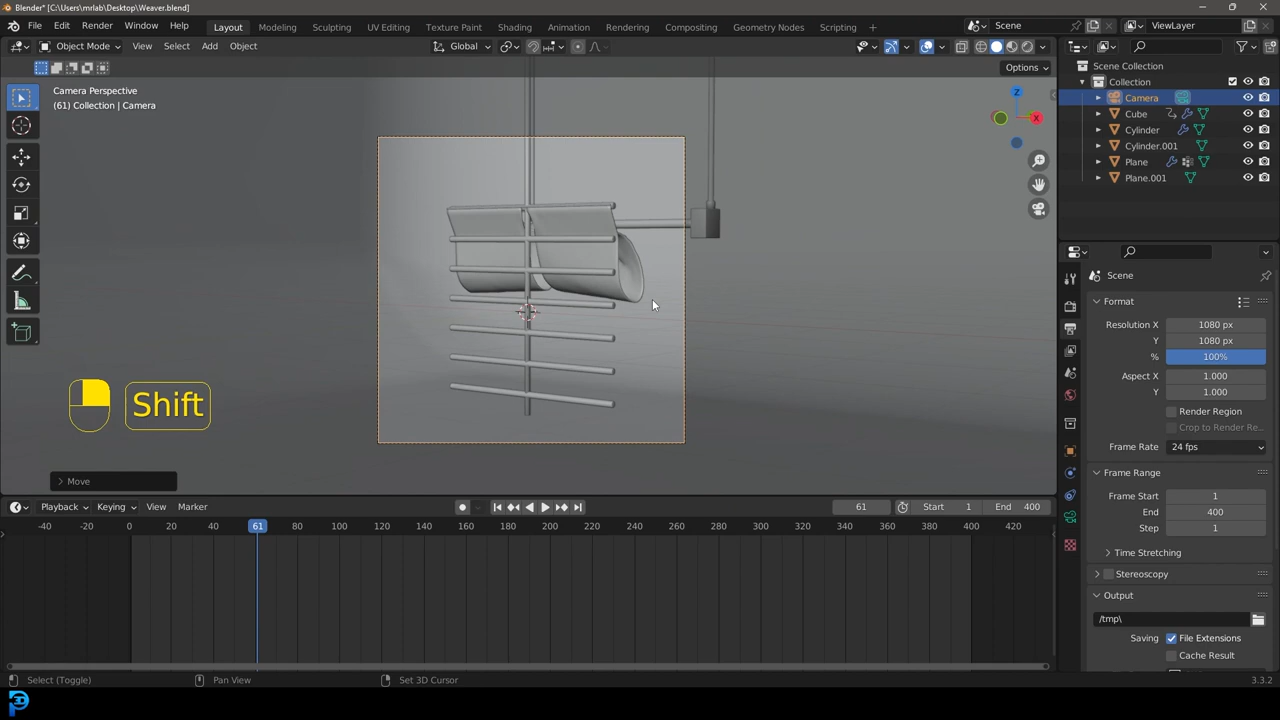 Blender* [C:\Users\mrlab\Desktop\Weaver.blend]
File Edit Render Window Help Layout Modeling Sculpting UV Editing Texture Paint Shading Animation Rendering Compositing Geometry Nodes Scripting + Scene ViewLayer
Object Mode View Select Add Object Global
Options
Camera Perspective
(61) Collection | Camera
Z
X
Shift
Move
Scene Collection
Collection
Camera
Cube
Cylinder
Cylinder.001
Plane
Plane.001
Scene
Format
Resolution X 1080 px
Y 1080 px
% 100%
Aspect X 1.000
Y 1.000
Render Region
Crop to Render Re...
Frame Rate 24 fps
Frame Range
Frame Start 1
End 400
Step 1
Time Stretching
Stereoscopy
Output
/tmp\
Saving File Extensions
Cache Result
Playback Keying View Marker 61 Start 1 End 400
-40 -20 0 20 40 61 80 100 120 140 160 180 200 220 240 260 280 300 320 340 360 380 400 420
Select (Toggle) Pan View Set 3D Cursor 3.3.2